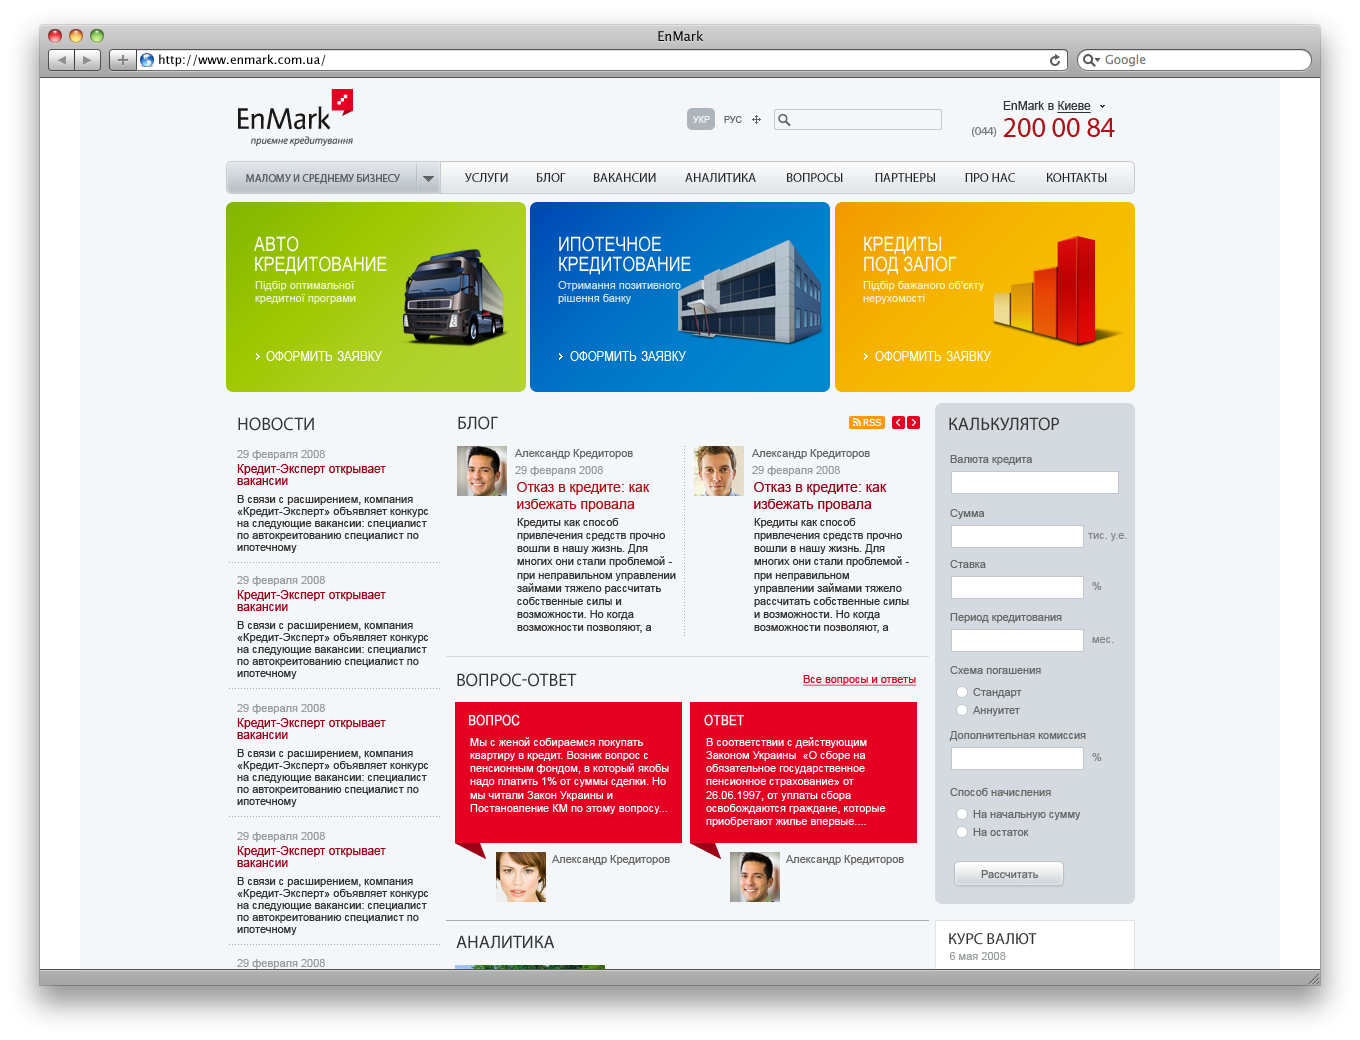 EnMark
http://www.enmark.com.ua/
Google
EnMark
приємне кредитування
УКР
РУС
EnMark в Киеве
(044) 200 00 84
МАЛОМУ И СРЕДНЕМУ БИЗНЕСУ
УСЛУГИ
БЛОГ
ВАКАНСИИ
АНАЛИТИКА
ВОПРОСЫ
ПАРТНЕРЫ
ПРО НАС
КОНТАКТЫ
АВТО
КРЕДИТОВАНИЕ
Підбір оптимальної
кредитної програми
ОФОРМИТЬ ЗАЯВКУ
ИПОТЕЧНОЕ
КРЕДИТОВАНИЕ
Отримання позитивного
рішення банку
ОФОРМИТЬ ЗАЯВКУ
КРЕДИТЫ
ПОД ЗАЛОГ
Підбір бажаного об'єкту
нерухомості
ОФОРМИТЬ ЗАЯВКУ
НОВОСТИ
29 февраля 2008
Кредит-Эксперт открывает
вакансии
В связи с расширением, компания
«Кредит-Эксперт» объявляет конкурс
на следующие вакансии: специалист
по автокреитованию специалист по
ипотечному
29 февраля 2008
Кредит-Эксперт открывает
вакансии
В связи с расширением, компания
«Кредит-Эксперт» объявляет конкурс
на следующие вакансии: специалист
по автокреитованию специалист по
ипотечному
29 февраля 2008
Кредит-Эксперт открывает
вакансии
В связи с расширением, компания
«Кредит-Эксперт» объявляет конкурс
на следующие вакансии: специалист
по автокреитованию специалист по
ипотечному
29 февраля 2008
Кредит-Эксперт открывает
вакансии
В связи с расширением, компания
«Кредит-Эксперт» объявляет конкурс
на следующие вакансии: специалист
по автокреитованию специалист по
ипотечному
29 февраля 2008
БЛОГ
RSS
Александр Кредиторов
29 февраля 2008
Отказ в кредите: как
избежать провала
Кредиты как способ
привлечения средств прочно
вошли в нашу жизнь. Для
многих они стали проблемой -
при неправильном управлении
займами тяжело рассчитать
собственные силы и
возможности. Но когда
возможности позволяют, а
Александр Кредиторов
29 февраля 2008
Отказ в кредите: как
избежать провала
Кредиты как способ
привлечения средств прочно
вошли в нашу жизнь. Для
многих они стали проблемой -
при неправильном
управлении займами тяжело
рассчитать собственные силы
и возможности. Но когда
возможности позволяют, а
ВОПРОС-ОТВЕТ
Все вопросы и ответы
ВОПРОС
Мы с женой собираемся покупать
квартиру в кредит. Возник вопрос с
пенсионным фондом, в который якобы
надо платить 1% от суммы сделки. Но
мы читали Закон Украины и
Постановление КМ по этому вопросу...
Александр Кредиторов
ОТВЕТ
В соответствии с действующим
Законом Украины «О сборе на
обязательное государственное
пенсионное страхование» от
26.06.1997, от уплаты сбора
освобождаются граждане, которые
приобретают жилье впервые....
Александр Кредиторов
АНАЛИТИКА
КАЛЬКУЛЯТОР
Валюта кредита
Сумма
тис. у.е.
Ставка
%
Период кредитования
мес.
Схема погашения
Стандарт
Аннуитет
Дополнительная комиссия
%
Способ начисления
На начальную сумму
На остаток
Рассчитать
КУРС ВАЛЮТ
6 мая 2008